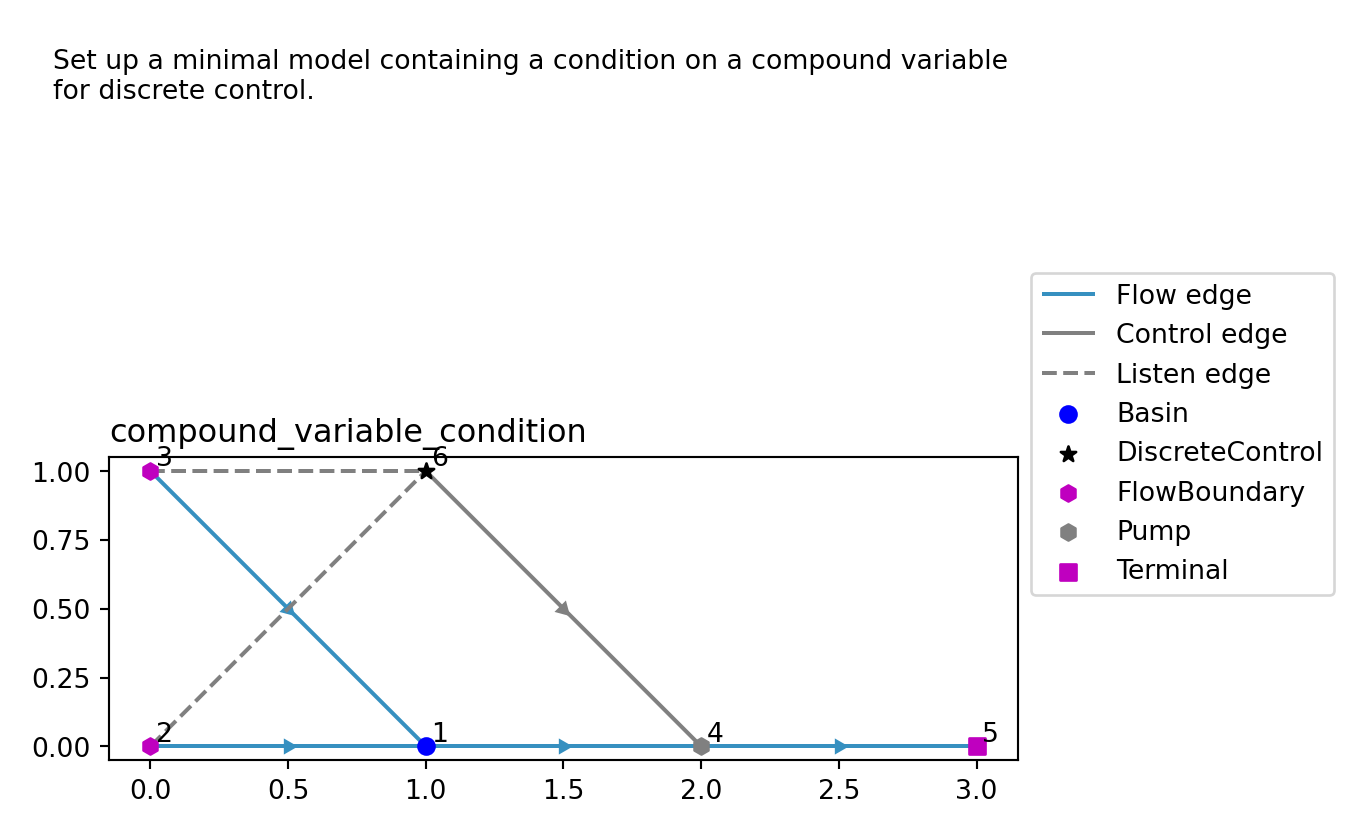 Set up a minimal model containing a condition on a compound variable
for discrete control.
compound_variable_condition
Flow edge
Control edge
Listen edge
Basin
DiscreteControl
FlowBoundary
Pump
Terminal
1.00
0.75
0.50
0.25
0.00
3
6
2
1
4
5
0.0 0.5 1.0 1.5 2.0 2.5 3.0